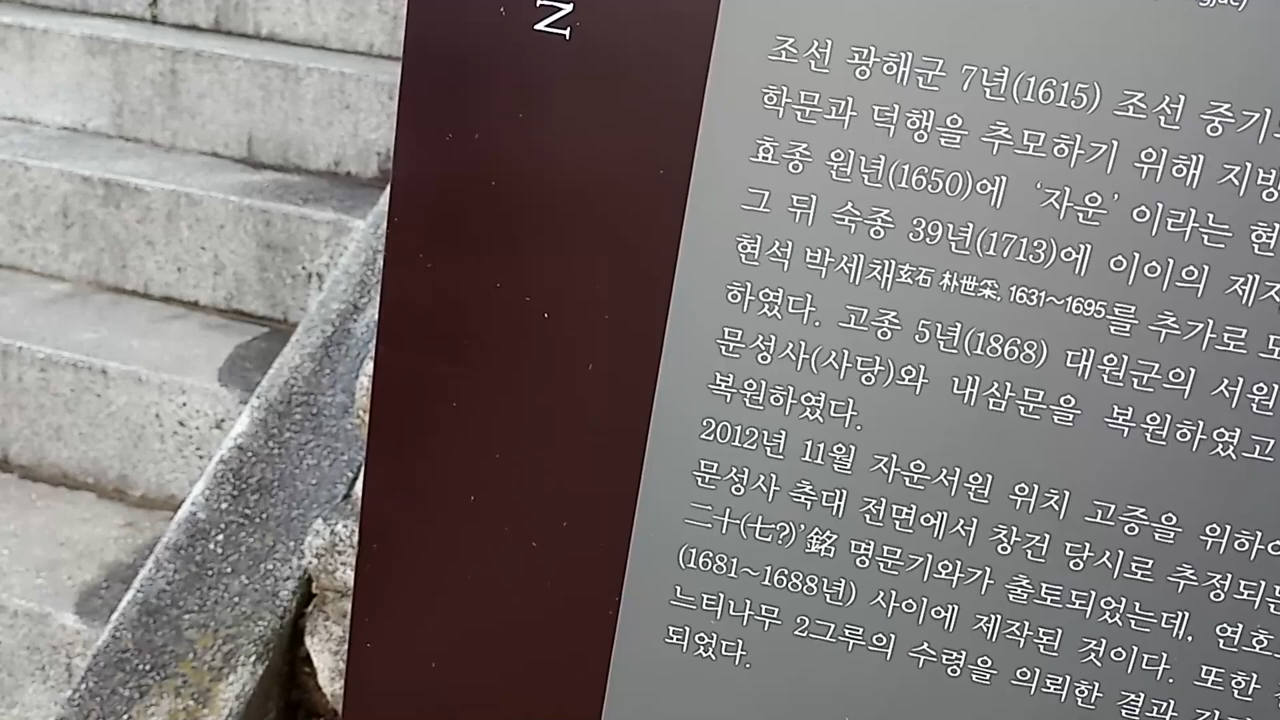 N
조선 광해군 7년(1615) 조선 중기
학문과 덕행을 추모하기 위해 지방
효종 원년(1650)에 ‘자운’ 이라는 현
그 뒤 숙종 39년(1713)에 이이의 제자
현석 박세채玄石 朴世采, 1631~1695를 추가로
하였다. 고종 5년(1868) 대원군의 서원
문성사(사당)와 내삼문을 복원하였고
복원하였다.
2012년 11월 자운서원 위치 고증을 위하여
문성사 축대 전면에서 창건 당시로 추정되는
二十(七?)’銘 명문기와가 출토되었는데, 연호
(1681~1688년) 사이에 제작된 것이다. 또한
느티나무 2그루의 수령을 의뢰한 결과
되었다.